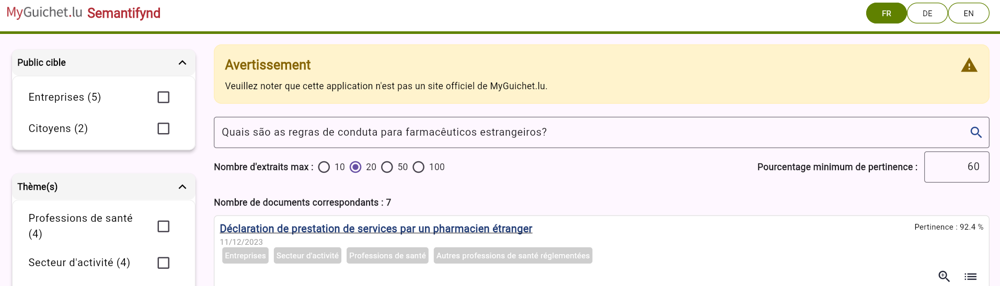 MyGuichet.lu Semantifynd
FR DE EN
Public cible
Entreprises (5)
Citoyens (2)
Thème(s)
Professions de santé
(4)
Secteur d'activité (4)
Avertissement
Veuillez noter que cette application n'est pas un site officiel de MyGuichet.lu.
Quais são as regras de conduta para farmacêuticos estrangeiros?
Nombre d'extraits max : 10 20 50 100
Pourcentage minimum de pertinence : 60
Nombre de documents correspondants : 7
Déclaration de prestation de services par un pharmacien étranger
Pertinence : 92.4 %
11/12/2023
Entreprises Secteur d'activité Professions de santé Autres professions de santé réglementées